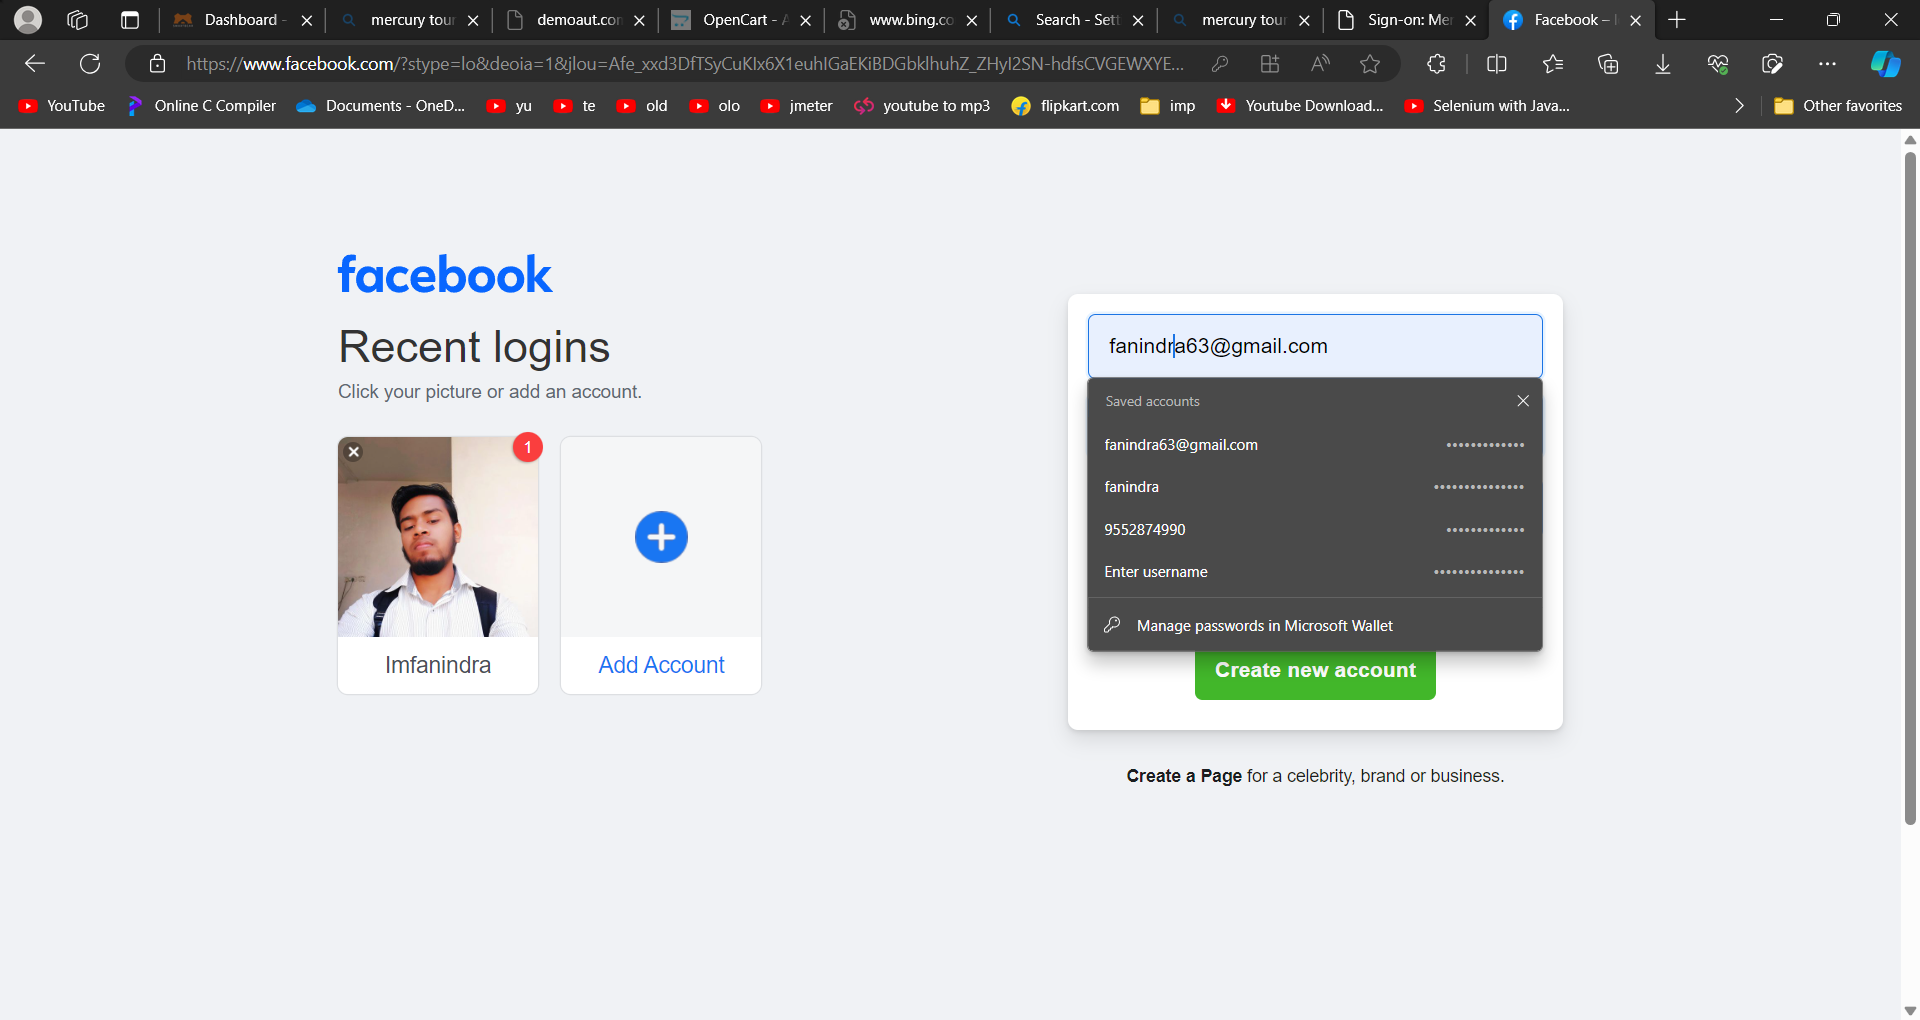 Dashboard -
mercury tour
demoaut.con
OpenCart -
www.bing.co
Search - Sett
mercury tour
Sign-on: Mer
Facebook –
https://www.facebook.com/?stype=lo&deoia=1&jlou=
YouTube
Online C Compiler
Documents - OneD...
yu
te
old
olo
jmeter
youtube to mp3
flipkart.com
imp
Youtube Download...
Selenium with Java...
Other favorites
facebook
Recent logins
Click your picture or add an account.
1
Imfanindra
Add Account
fanindra63@gmail.com
Saved accounts
fanindra63@gmail.com
fanindra
9552874990
Enter username
Manage passwords in Microsoft Wallet
Create new account
Create a Page for a celebrity, brand or business.